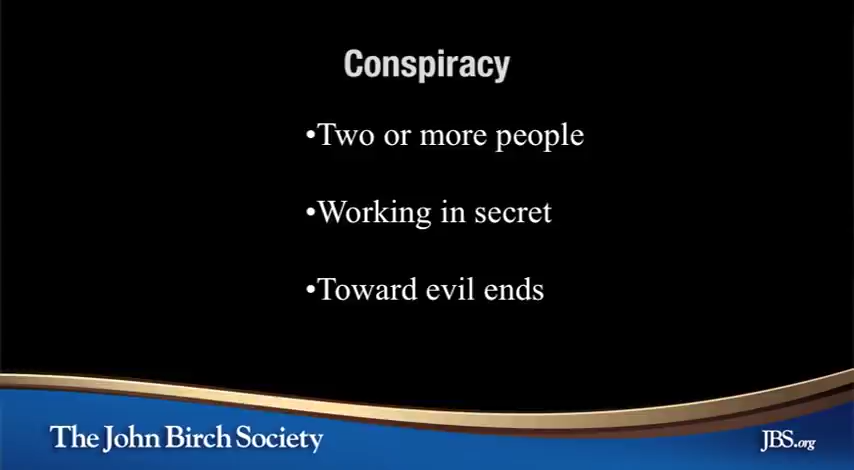 Conspiracy
•Two or more people
•Working in secret
•Toward evil ends
The John Birch Society
JBS.org